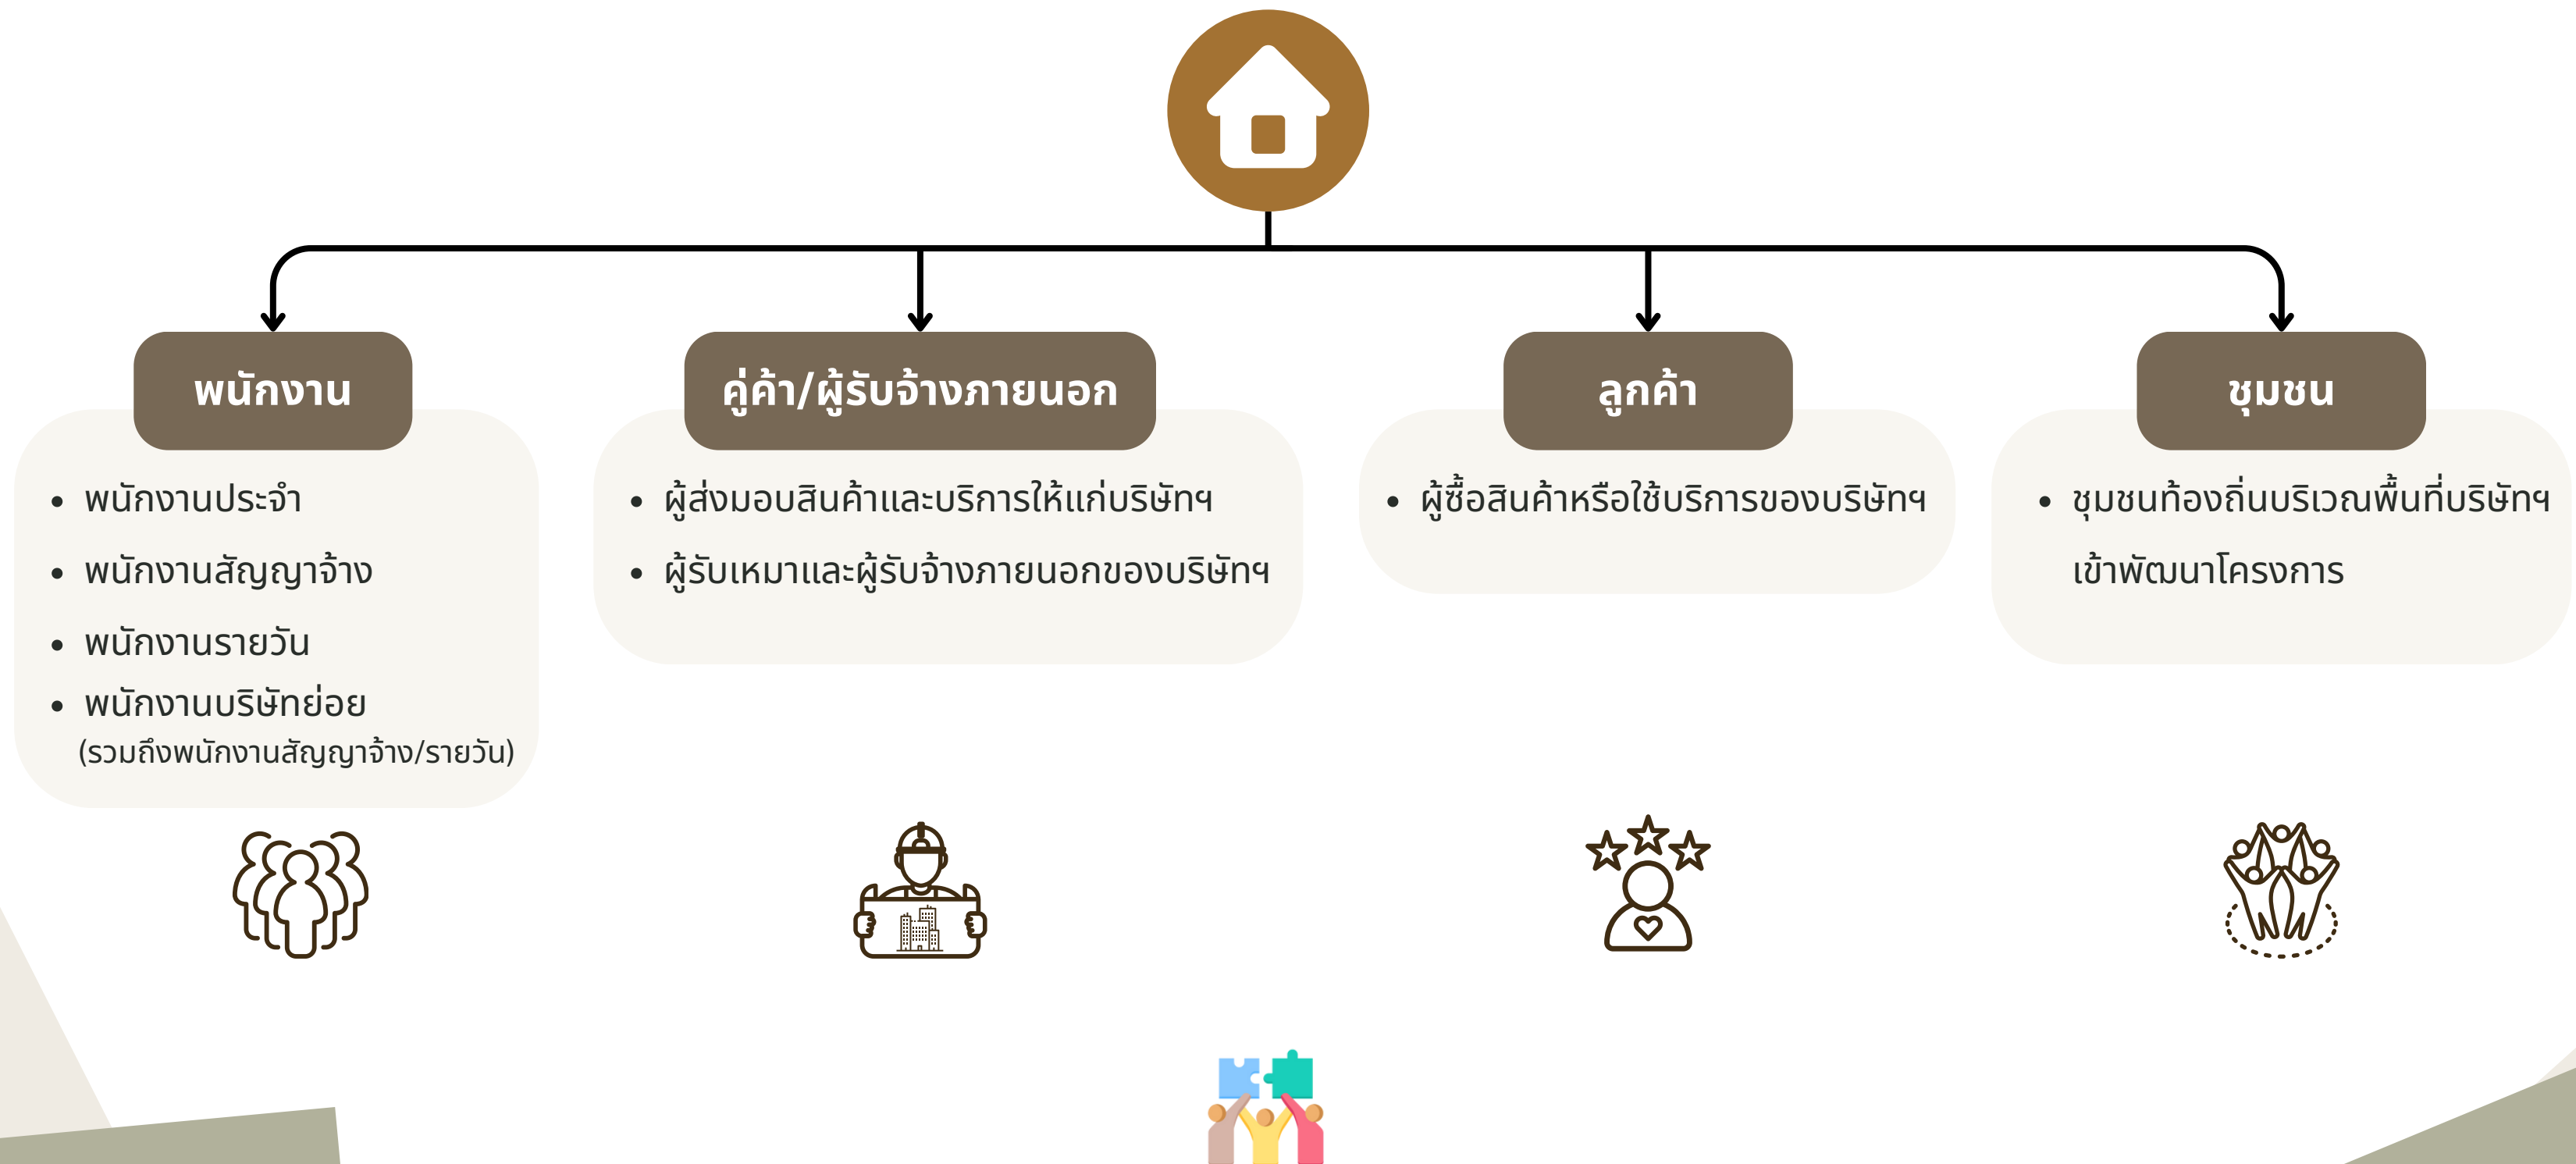 พนักงาน
• พนักงานประจำ
• พนักงานสัญญาจ้าง
• พนักงานรายวัน
• พนักงานบริษัทย่อย
(รวมถึงพนักงานสัญญาจ้าง/รายวัน)
คู่ค้า/ผู้รับจ้างภายนอก
• ผู้ส่งมอบสินค้าและบริการให้แก่บริษัทฯ
• ผู้รับเหมาและผู้รับจ้างภายนอกของบริษัทฯ
ลูกค้า
• ผู้ซื้อสินค้าหรือใช้บริการของบริษัทฯ
ชุมชน
• ชุมชนท้องถิ่นบริเวณพื้นที่บริษัทฯ
เข้าพัฒนาโครงการ